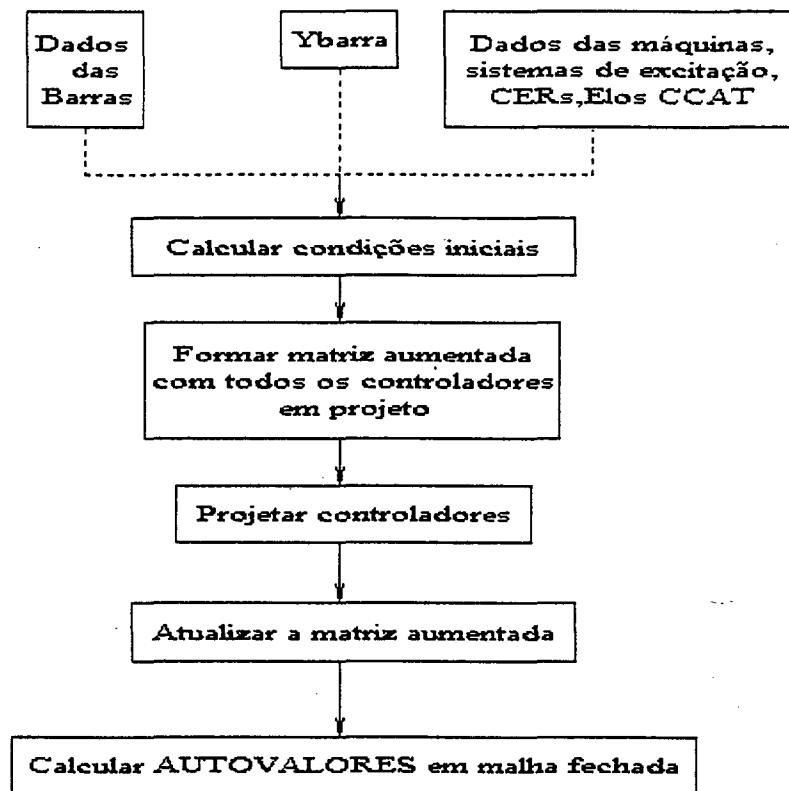 Dados
das
Barras
Ybarra
Dados das máquinas,
sistemas de excitação,
CERs,Elos CCAT
Calcular condições iniciais
Formar matriz aumentada
com todos os controladores
em projeto
Projetar controladores
Atualizar a matriz aumentada
Calcular AUTOVALORES em malha fechada